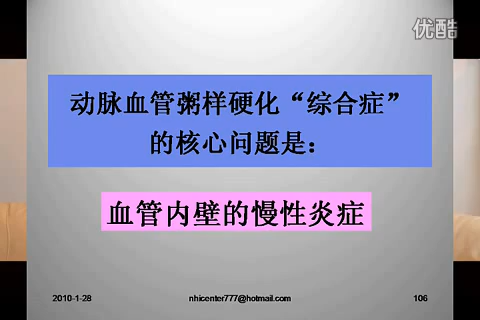 优酷
动脉血管粥样硬化“综合症”
的核心问题是：
血管内壁的慢性炎症
2010-1-28
nhicenter777@hotmail.com
106